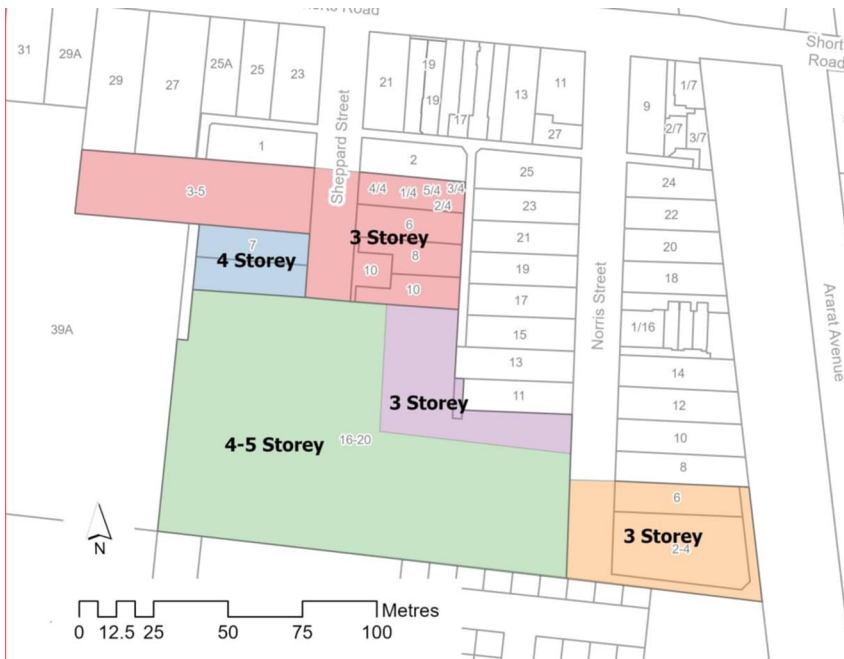 Road
Short
Road
31
29A
29
27
25A
25
23
21
19
19
17
13
11
27
9
1/7
2/7
3/7
1
2
Sheppard Street
3-5
4/4
1/4
5/4
3/4
2/4
6
8
10
10
3 Storey
7
4 Storey
25
23
21
19
17
15
13
11
24
22
20
18
1/16
14
12
10
8
6
2-4
Norris Street
Ararat Avenue
39A
3 Storey
4-5 Storey
16-20
3 Storey
N
Metres
0 12.5 25 50 75 100